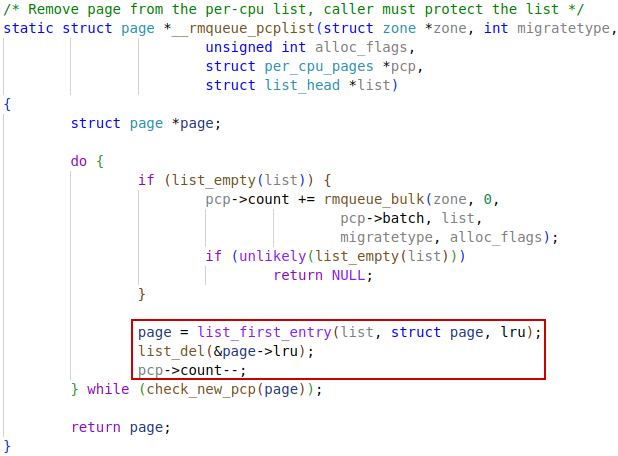 /* Remove page from the per-cpu list, caller must protect the list */
static struct page *__rmqueue_pcplist(struct zone *zone, int migratetype,
                        unsigned int alloc_flags,
                        struct per_cpu_pages *pcp,
                        struct list_head *list)
{
        struct page *page;

        do {
                if (list_empty(list)) {
                        pcp->count += rmqueue_bulk(zone, 0,
                                        pcp->batch, list,
                                        migratetype, alloc_flags);
                        if (unlikely(list_empty(list)))
                                return NULL;
                }

                page = list_first_entry(list, struct page, lru);
                list_del(&page->lru);
                pcp->count--;
        } while (check_new_pcp(page));

        return page;
}